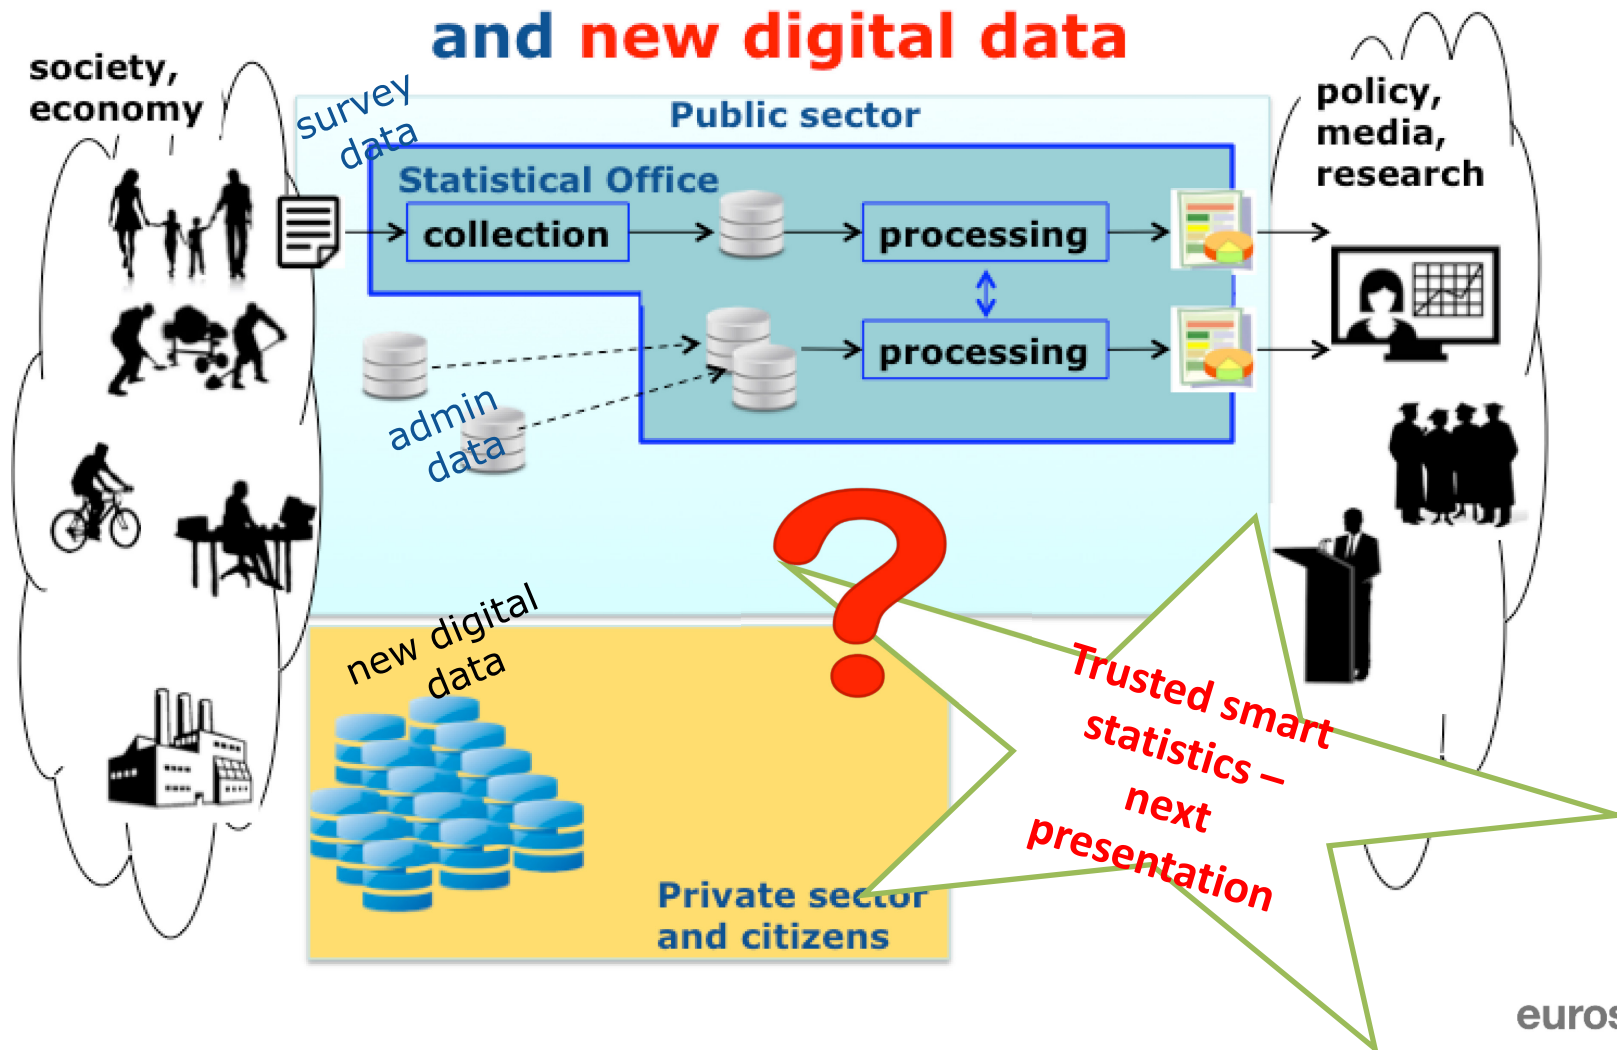 and new digital data
society,
economy
survey
data
Public sector
policy,
media,
research
Statistical Office
collection
processing
processing
admin
data
new digital
data
Trusted smart
statistics –
next
presentation
Private sector
and citizens
euros